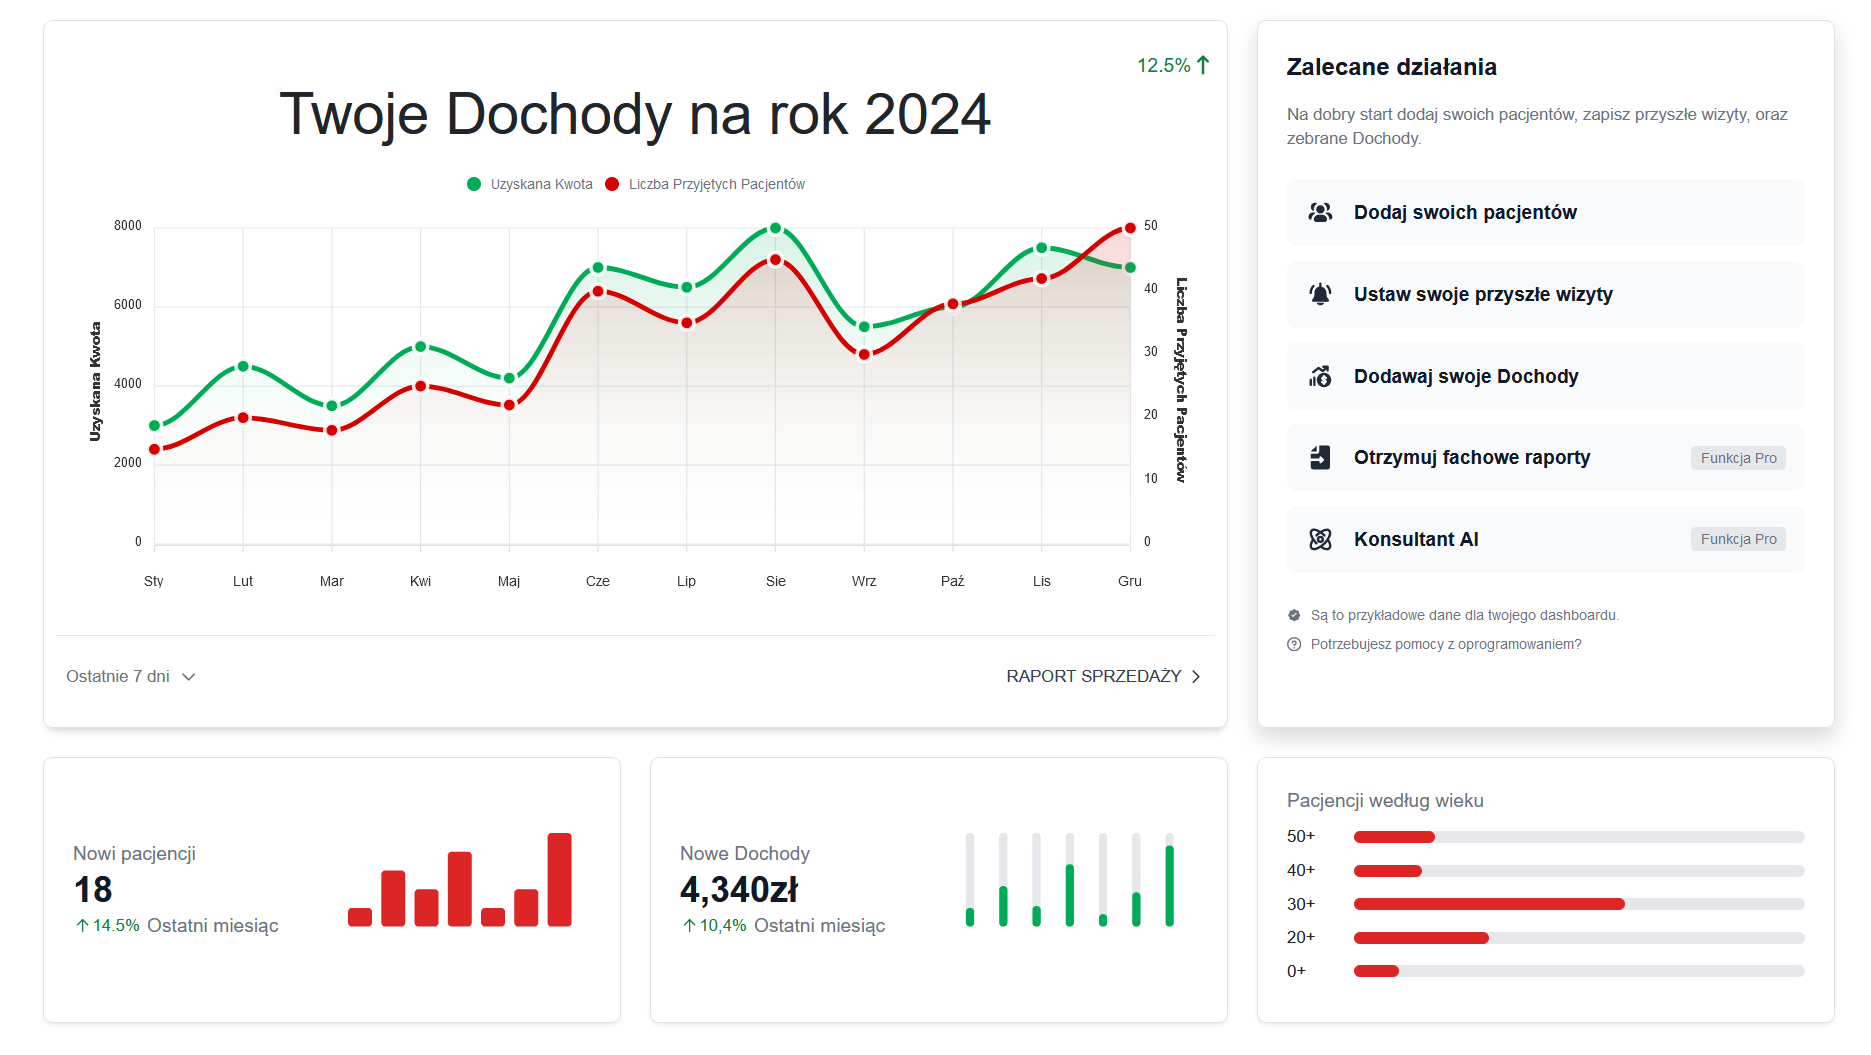 12.5%
Twoje Dochody na rok 2024
Uzyskana Kwota
Liczba Przyjętych Pacjentów
8000
6000
4000
2000
0
Uzyskana Kwota
50
40
30
20
10
0
Liczba Przyjętych Pacjentów
Sty
Lut
Mar
Kwi
Maj
Cze
Lip
Sie
Wrz
Paź
Lis
Gru
Ostatnie 7 dni
RAPORT SPRZEDAŻY
Zalecane działania
Na dobry start dodaj swoich pacjentów, zapisz przyszłe wizyty, oraz
zebrane Dochody.
Dodaj swoich pacjentów
Ustaw swoje przyszłe wizyty
Dodawaj swoje Dochody
Otrzymuj fachowe raporty
Funkcja Pro
Konsultant AI
Funkcja Pro
Są to przykładowe dane dla twojego dashboardu.
Potrzebujesz pomocy z oprogramowaniem?
Nowi pacjencji
18
14.5% Ostatni miesiąc
Nowe Dochody
4,340zł
10,4% Ostatni miesiąc
Pacjencji według wieku
50+
40+
30+
20+
0+